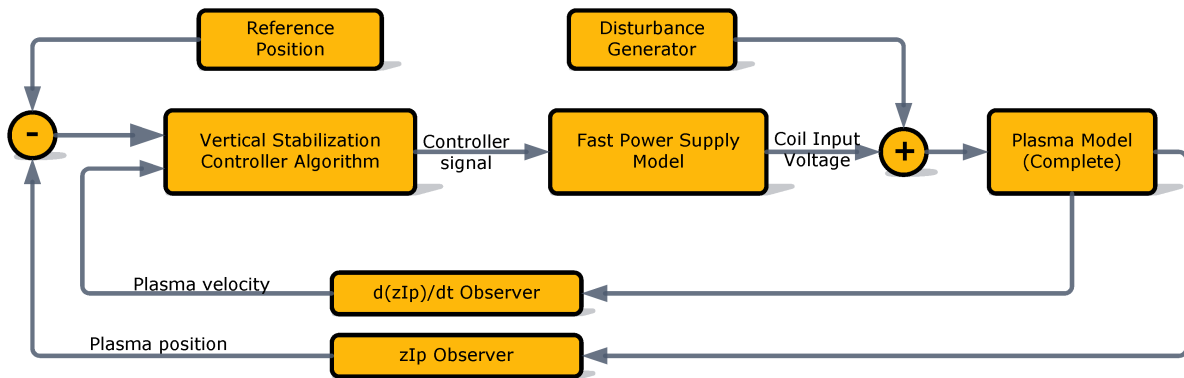 Reference
Position
Disturbance
Generator
-
Vertical Stabilization
Controller Algorithm
Controller
signal
Fast Power Supply
Model
Coil Input
Voltage
+
Plasma Model
(Complete)
Plasma velocity
d(zIp)/dt Observer
Plasma position
zIp Observer